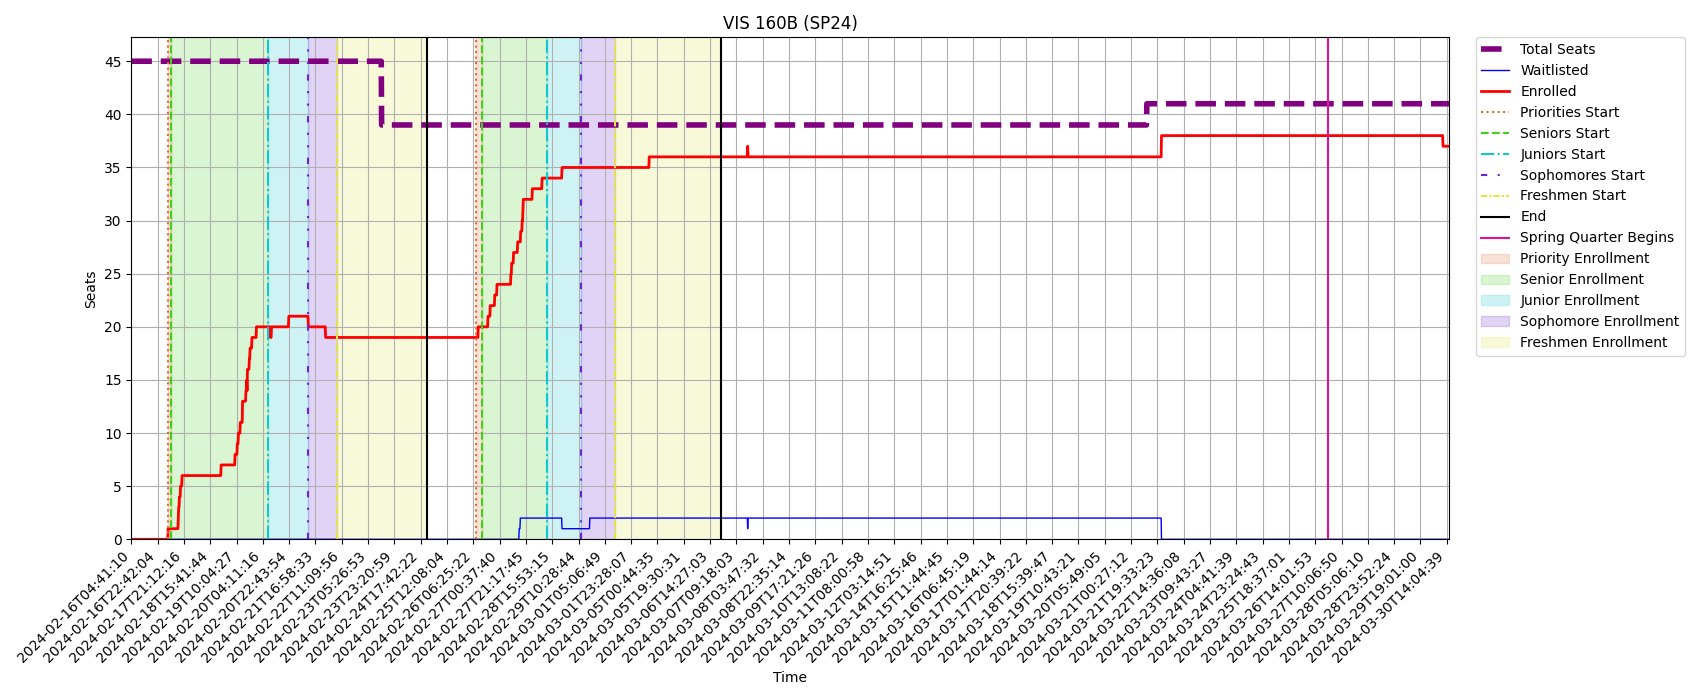 VIS 160B (SP24)
Seats
45
40
35
30
25
20
15
10
5
0
2024-02-16T04:41:10
2024-02-16T22:42:04
2024-02-17T21:12:16
2024-02-18T15:41:44
2024-02-19T10:04:27
2024-02-20T04:11:16
2024-02-20T22:43:54
2024-02-21T16:58:33
2024-02-22T11:09:56
2024-02-23T05:26:53
2024-02-23T23:20:59
2024-02-24T17:42:22
2024-02-25T12:08:04
2024-02-26T06:25:22
2024-02-27T00:37:40
2024-02-27T21:17:45
2024-02-28T15:53:15
2024-02-29T10:28:44
2024-03-01T05:06:49
2024-03-01T23:28:07
2024-03-05T00:44:35
2024-03-05T19:30:31
2024-03-06T14:27:03
2024-03-07T09:18:03
2024-03-08T03:47:32
2024-03-08T22:35:14
2024-03-09T17:21:26
2024-03-10T13:08:22
2024-03-11T08:00:58
2024-03-12T03:14:51
2024-03-14T16:25:46
2024-03-15T11:44:45
2024-03-16T06:45:19
2024-03-17T01:44:14
2024-03-17T20:39:22
2024-03-18T15:39:47
2024-03-19T10:43:21
2024-03-20T05:49:05
2024-03-21T00:27:12
2024-03-21T19:33:23
2024-03-22T14:36:08
2024-03-23T09:43:27
2024-03-24T04:41:39
2024-03-24T23:24:43
2024-03-25T18:37:01
2024-03-26T14:01:53
2024-03-27T10:06:50
2024-03-28T05:06:10
2024-03-28T23:52:24
2024-03-29T19:01:00
2024-03-30T14:04:39
Time
Total Seats
Waitlisted
Enrolled
Priorities Start
Seniors Start
Juniors Start
Sophomores Start
Freshmen Start
End
Spring Quarter Begins
Priority Enrollment
Senior Enrollment
Junior Enrollment
Sophomore Enrollment
Freshmen Enrollment